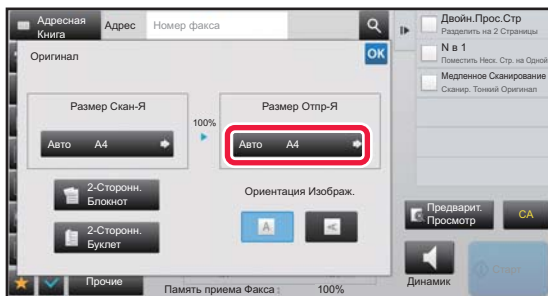 Адресная
Книга
Адрес
Номер факса
Оригинал
OK
Размер Скан-Я
100%
Размер Отпр-Я
Авто A4
Авто A4
2-Сторонн.
Блокнот
2-Сторонн.
Буклет
Ориентация Изображ.
A
A
Прочие
Память приема Факса :
100%
Двойн.Прос.Стр
Разделить на 2 Страницы
N в 1
Поместить Неск. Стр. на Одной
Медленное Сканирование
Сканир. Тонкий Оригинал
Предварит.
Просмотр
CA
Динамик
Старт